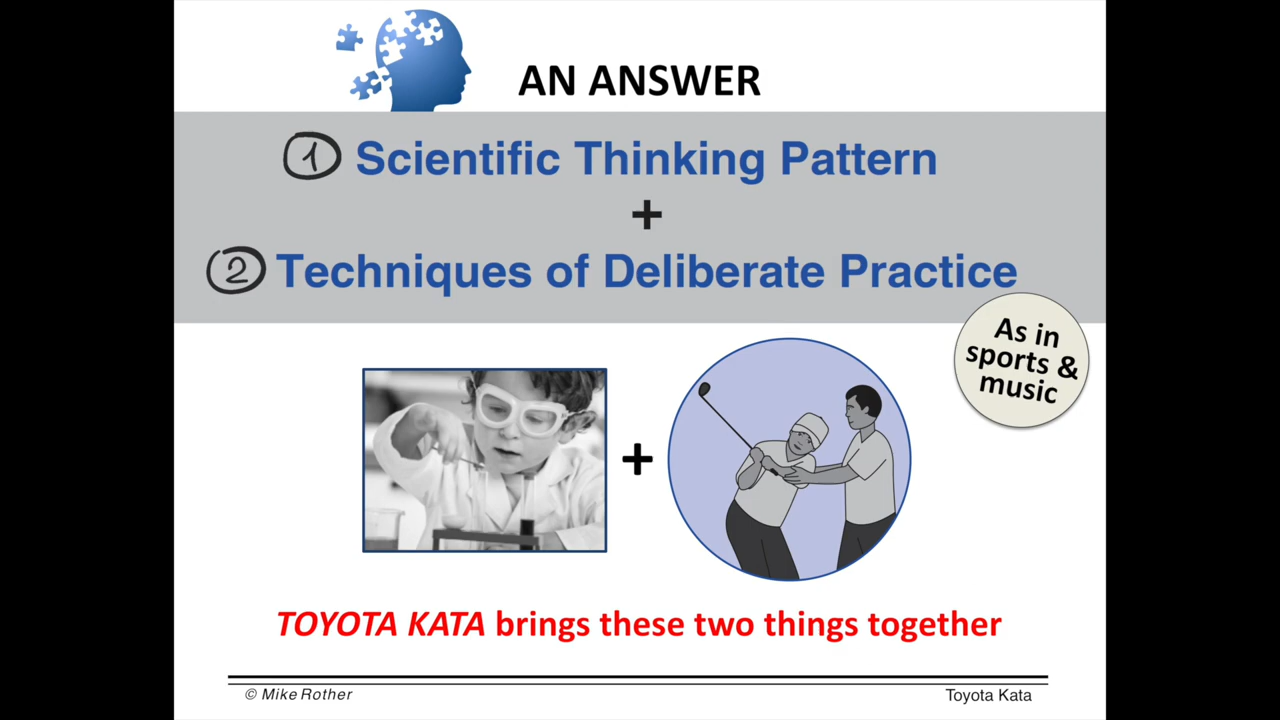 AN ANSWER
1 Scientific Thinking Pattern
+
2 Techniques of Deliberate Practice
As in
sports &
music
+
TOYOTA KATA brings these two things together
© Mike Rother
Toyota Kata